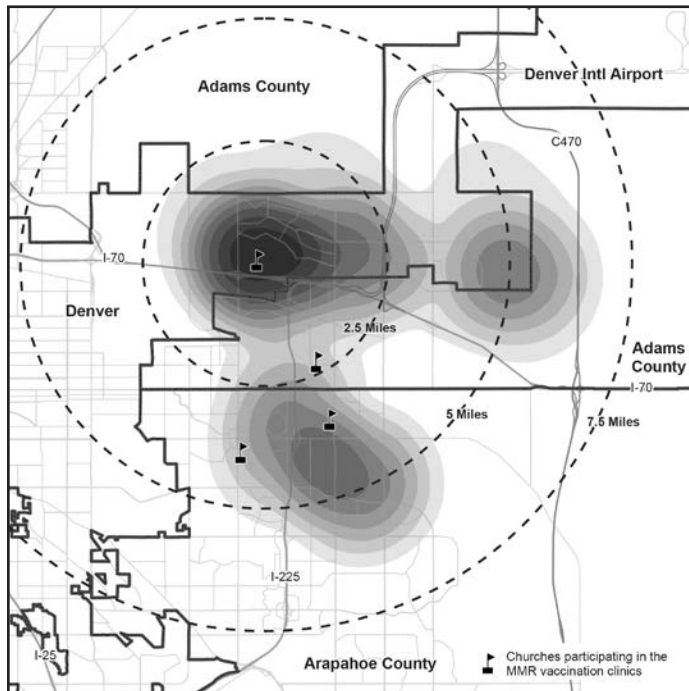 Adams County
Denver Intl Airport
C470
I-70
Denver
2.5 Miles
Adams
County
I-70
5 Miles
7.5 Miles
I-225
I-25
Arapahoe County
Churches participating in the
MMR vaccination clinics